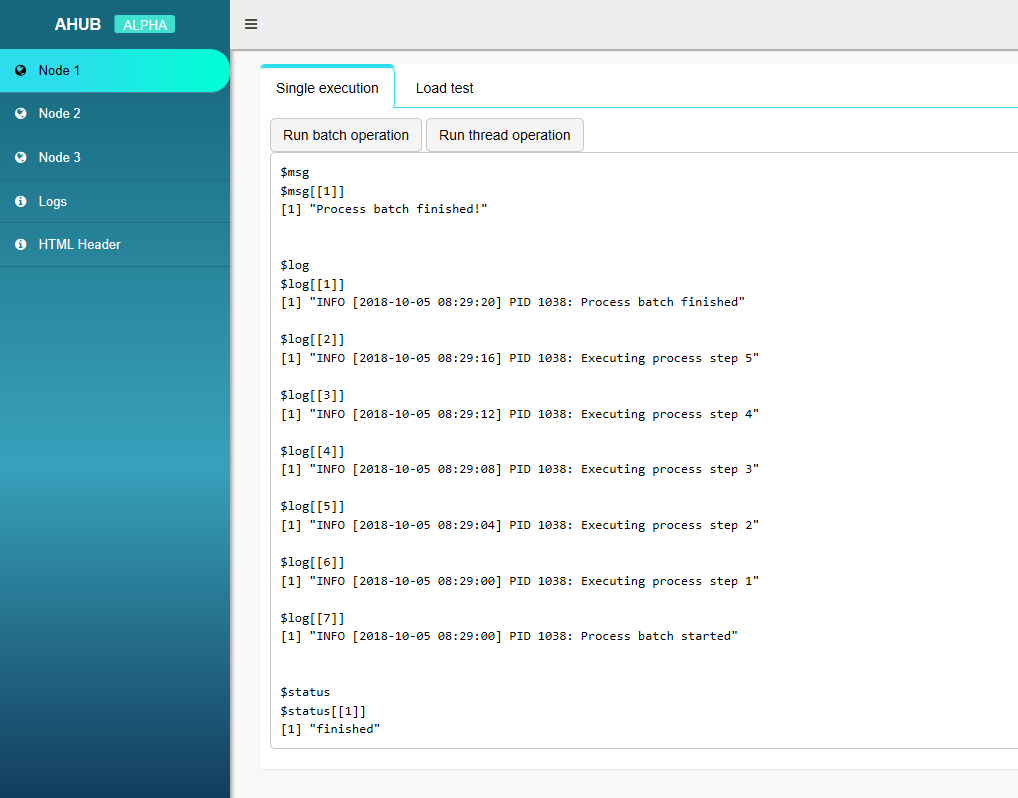 AHUB ALPHA
Node 1
Node 2
Node 3
Logs
HTML Header
Single execution Load test
Run batch operation Run thread operation
$msg
$msg[[1]]
[1] "Process batch finished!"
$log
$log[[1]]
[1] "INFO [2018-10-05 08:29:20] PID 1038: Process batch finished"
$log[[2]]
[1] "INFO [2018-10-05 08:29:16] PID 1038: Executing process step 5"
$log[[3]]
[1] "INFO [2018-10-05 08:29:12] PID 1038: Executing process step 4"
$log[[4]]
[1] "INFO [2018-10-05 08:29:08] PID 1038: Executing process step 3"
$log[[5]]
[1] "INFO [2018-10-05 08:29:04] PID 1038: Executing process step 2"
$log[[6]]
[1] "INFO [2018-10-05 08:29:00] PID 1038: Executing process step 1"
$log[[7]]
[1] "INFO [2018-10-05 08:29:00] PID 1038: Process batch started"
$status
$status[[1]]
[1] "finished"